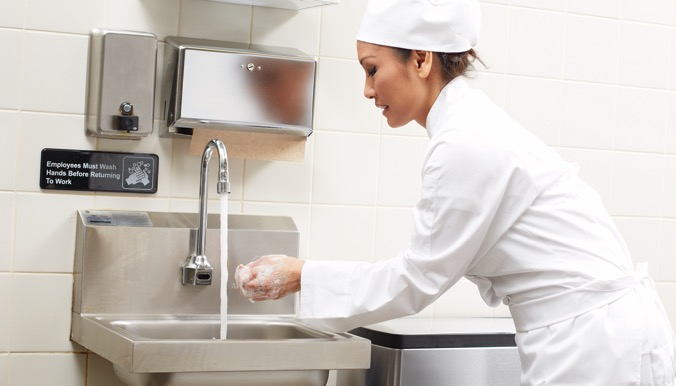 Employees Must Wash
Hands Before Returning
To Work